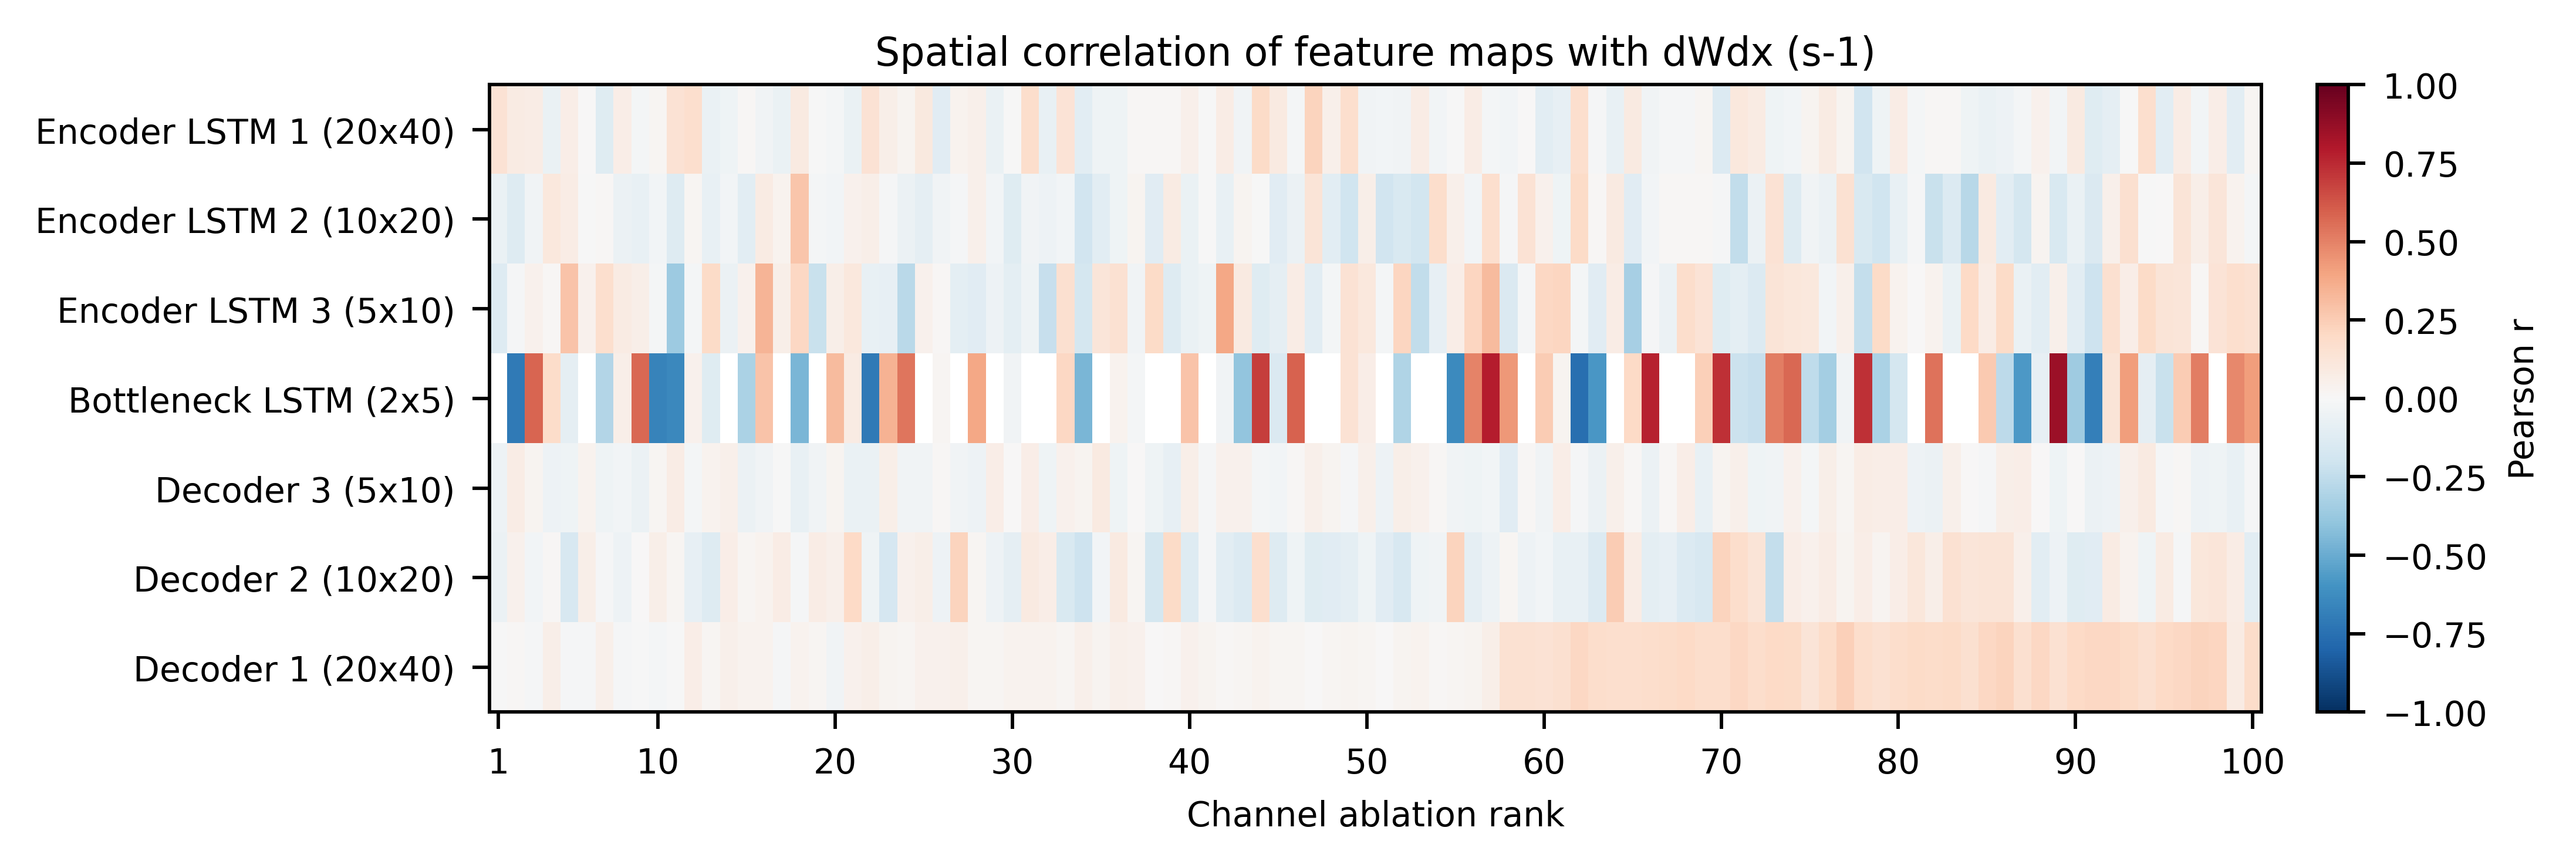 Spatial correlation of feature maps with dWdx (s-1)
Encoder LSTM 1 (20x40)
Encoder LSTM 2 (10x20)
Encoder LSTM 3 (5x10)
Bottleneck LSTM (2x5)
Decoder 3 (5x10)
Decoder 2 (10x20)
Decoder 1 (20x40)
1 10 20 30 40 50 60 70 80 90 100
Channel ablation rank
1.00
0.75
0.50
0.25
0.00
−0.25
−0.50
−0.75
−1.00
Pearson r